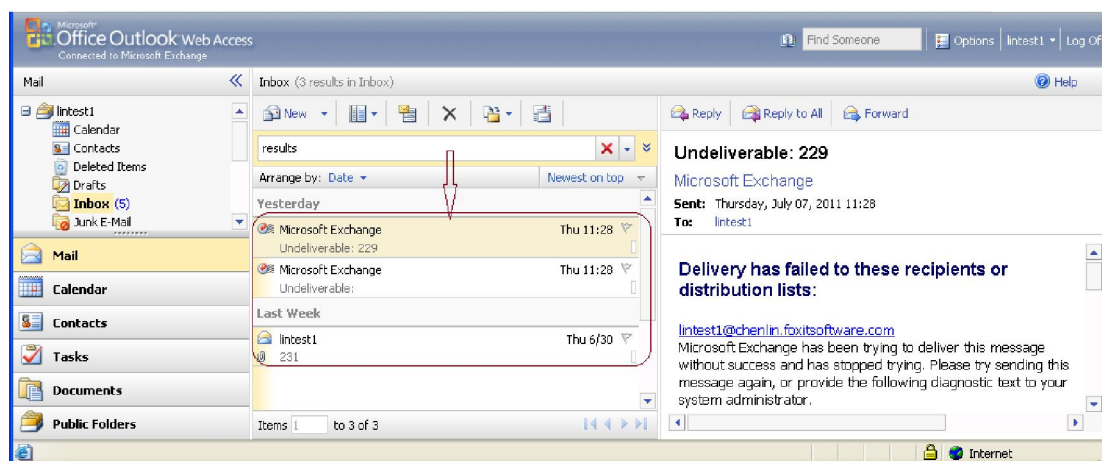 Microsoft®
Office Outlook Web Access
Connected to Microsoft Exchange
Find Someone
Options
lintest1
Log Of
Mail
Inbox (3 results in Inbox)
Help
lintest1
Calendar
Contacts
Deleted Items
Drafts
Inbox (5)
Junk E-Mail
Mail
Calendar
Contacts
Tasks
Documents
Public Folders
New
results
Arrange by: Date
Newest on top
Yesterday
Microsoft Exchange Thu 11:28
Undeliverable: 229
Microsoft Exchange Thu 11:28
Undeliverable:
Last Week
lintest1 Thu 6/30
231
Items 1 to 3 of 3
Reply
Reply to All
Forward
Undeliverable: 229
Microsoft Exchange
Sent: Thursday, July 07, 2011 11:28
To: lintest1
Delivery has failed to these recipients or
distribution lists:
lintest1@chenlin.foxitsoftware.com
Microsoft Exchange has been trying to deliver this message
without success and has stopped trying. Please try sending this
message again, or provide the following diagnostic text to your
system administrator.
Internet